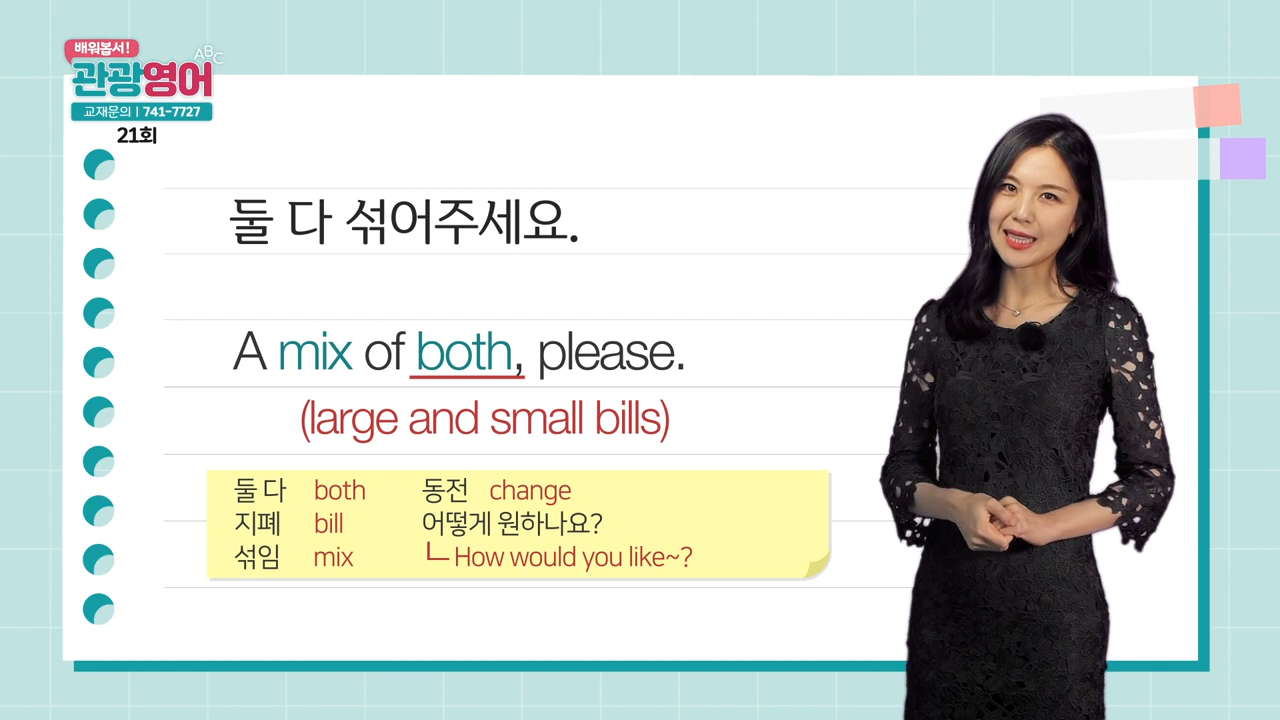 배워봅서!
ABC
관광영어
교재문의 | 741-7727
21회
둘 다 섞어주세요.
A mix of both, please.
(large and small bills)
둘 다 both 동전 change
지폐 bill 어떻게 원하나요?
섞임 mix ㄴHow would you like~?